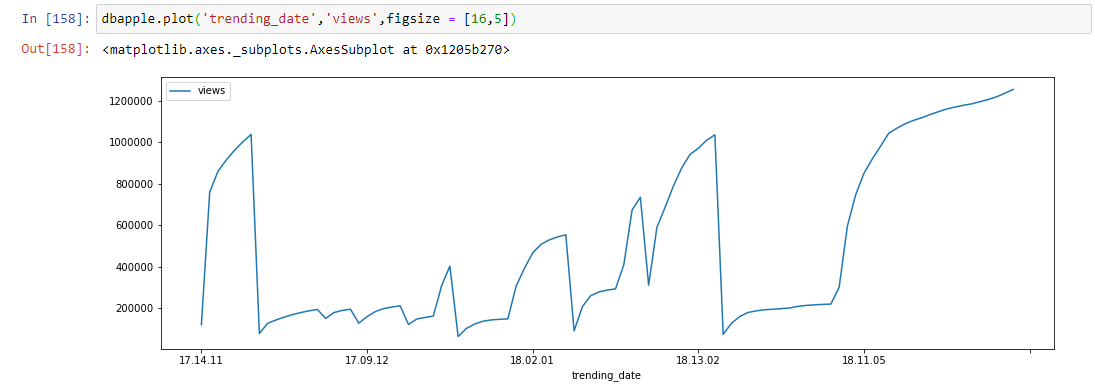 In [158]: dbapple.plot('trending_date','views',figsize = [16,5])
Out[158]: <matplotlib.axes._subplots.AxesSubplot at 0x1205b270>
views
1200000
1000000
800000
600000
400000
200000
17.14.11 17.09.12 18.02.01 18.13.02 18.11.05
trending_date